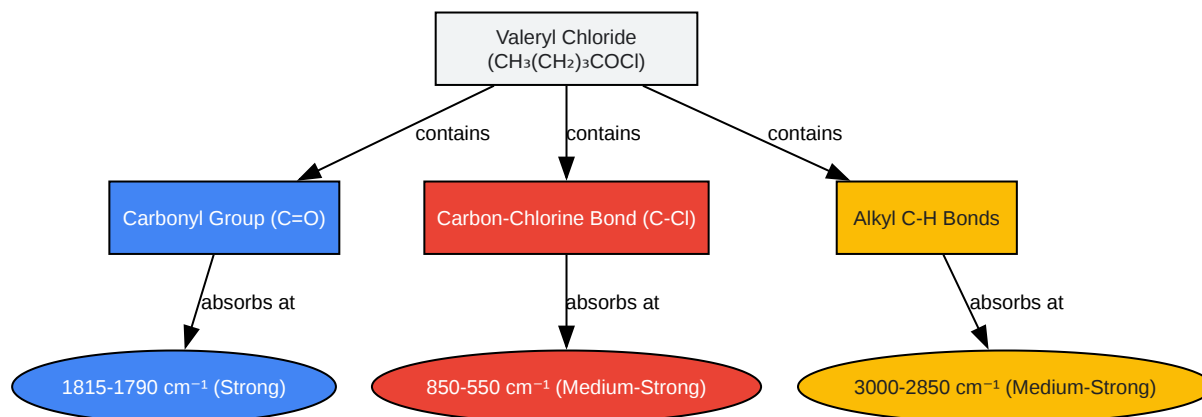 Valeryl Chloride
(CH₃(CH₂)₃COCl)
contains
contains
contains
Carbonyl Group (C=O)
Carbon-Chlorine Bond (C-Cl)
Alkyl C-H Bonds
absorbs at
absorbs at
absorbs at
1815-1790 cm⁻¹ (Strong)
850-550 cm⁻¹ (Medium-Strong)
3000-2850 cm⁻¹ (Medium-Strong)